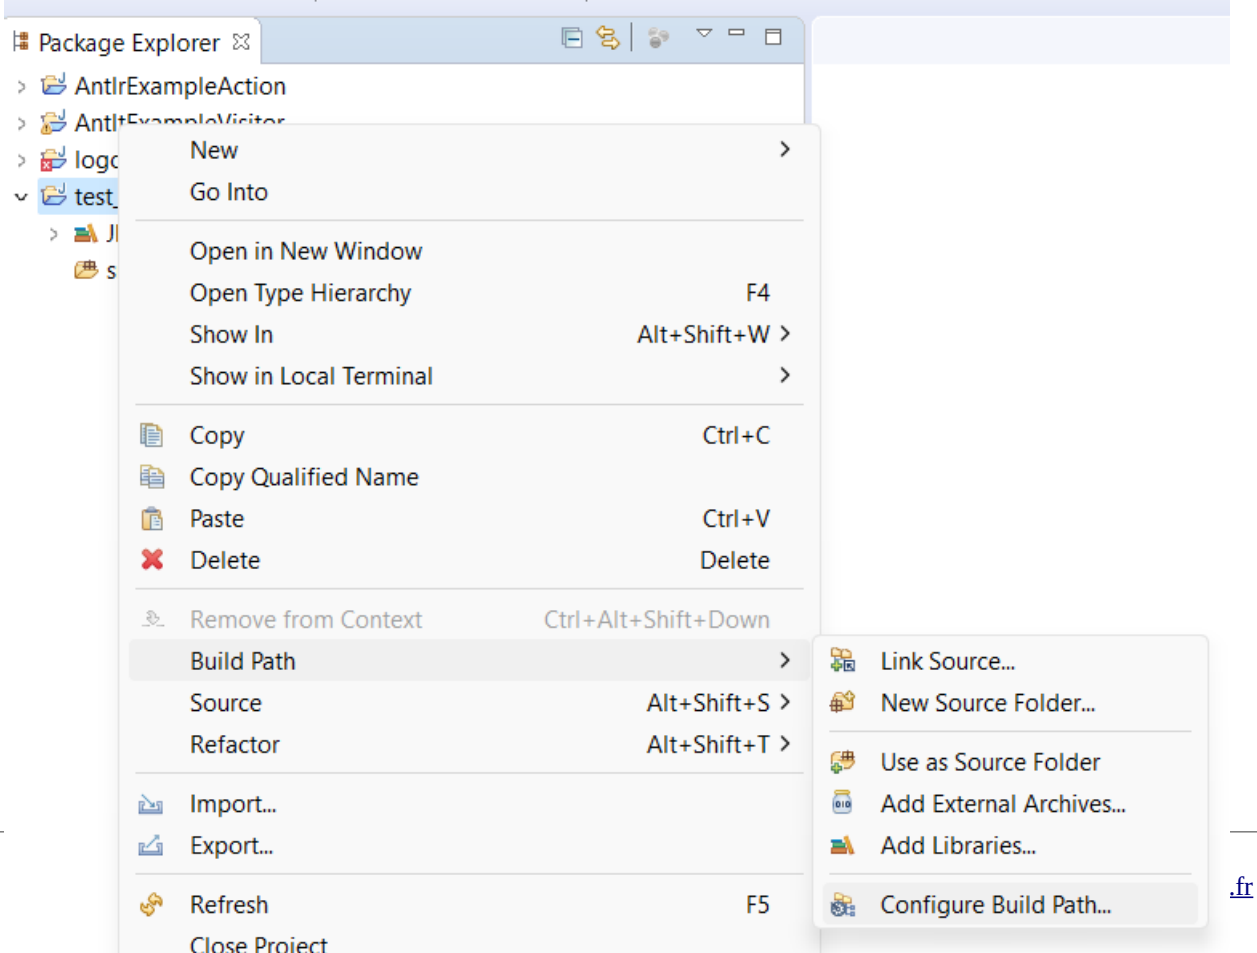 Package Explorer
AntlrExampleAction
AntltExampleVisitor
logo
test_
s
New
Go Into
Open in New Window
Open Type Hierarchy F4
Show In Alt+Shift+W
Show in Local Terminal
Copy Ctrl+C
Copy Qualified Name
Paste Ctrl+V
Delete Delete
Remove from Context Ctrl+Alt+Shift+Down
Build Path
Source Alt+Shift+S
Refactor Alt+Shift+T
Import...
Export...
Refresh F5
Close Project
Link Source...
New Source Folder...
Use as Source Folder
Add External Archives...
Add Libraries...
Configure Build Path...
.fr